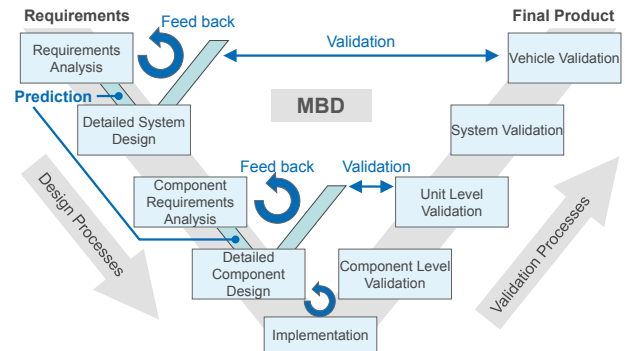 Requirements
Final Product
Feed back
Requirements
Analysis
Validation
Vehicle Validation
Prediction
MBD
Detailed System
Design
System Validation
Feed back
Validation
Design Processes
Component
Requirements
Analysis
Unit Level
Validation
Validation Processes
Detailed
Component
Design
Component Level
Validation
Implementation